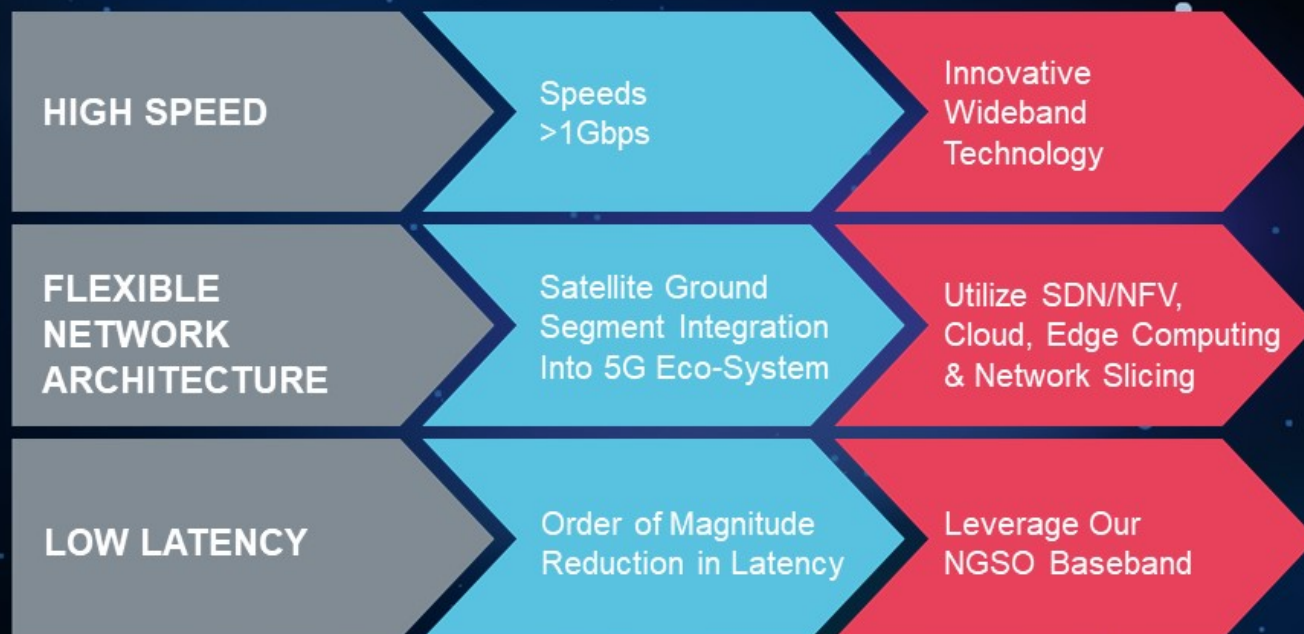 HIGH SPEED
Speeds
>1Gbps
Innovative
Wideband
Technology
FLEXIBLE
NETWORK
ARCHITECTURE
Satellite Ground
Segment Integration
Into 5G Eco-System
Utilize SDN/NFV,
Cloud, Edge Computing
& Network Slicing
LOW LATENCY
Order of Magnitude
Reduction in Latency
Leverage Our
NGSO Baseband